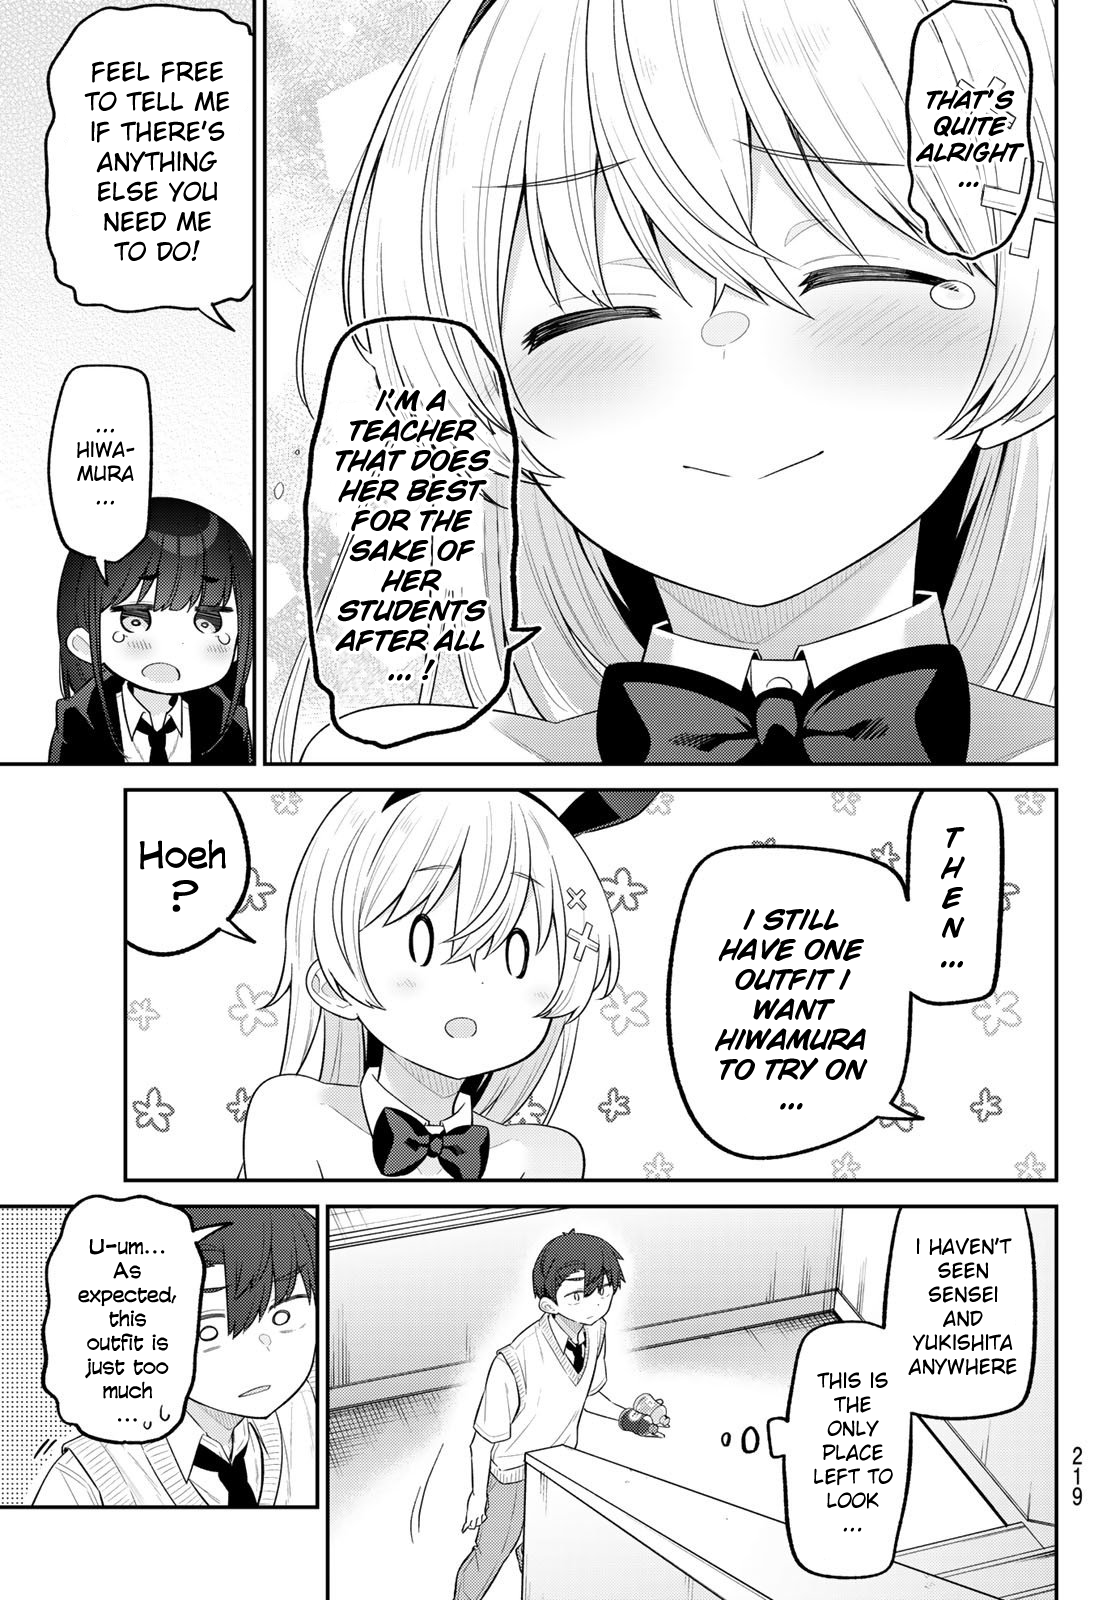 THAT'S
QUITE
ALRIGHT
...
I'M A
TEACHER
THAT DOES
HER BEST
FOR THE
SAKE OF
HER
STUDENTS
AFTER ALL
...!
FEEL FREE
TO TELL ME
IF THERE'S
ANYTHING
ELSE YOU
NEED ME
TO DO!
...
HIWA-
MURA
...
T
H
E
N
...
I STILL
HAVE ONE
OUTFIT I
WANT
HIWAMURA
TO TRY ON
...
Hoeh
?
I HAVEN'T
SEEN
SENSEI
AND
YUKISHITA
ANYWHERE
THIS IS
THE
ONLY
PLACE
LEFT TO
LOOK
...
U-um...
As
expected,
this
outfit is
just too
much
...
219